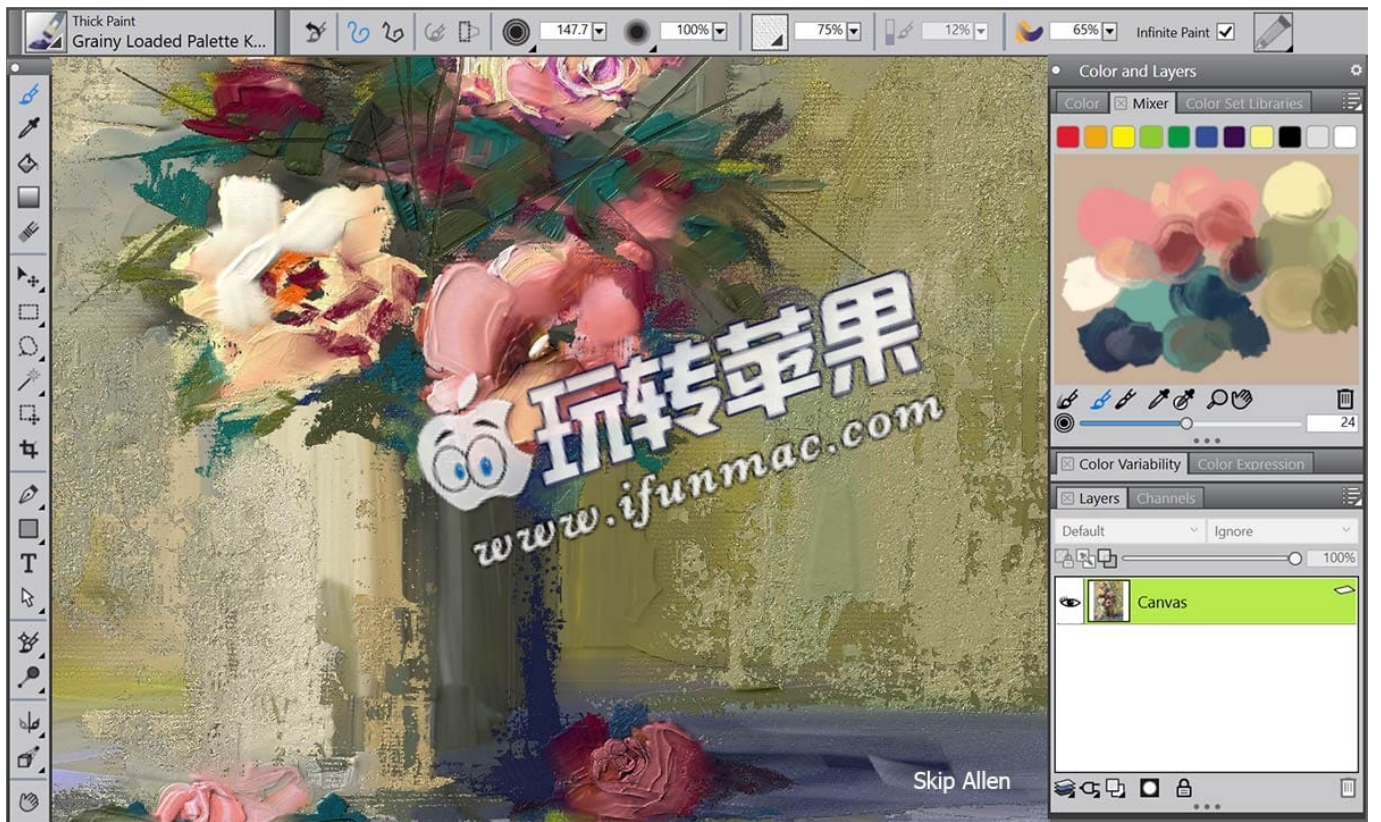 Thick Paint
Grainy Loaded Palette K...
147.7
100%
75%
12%
65%
Infinite Paint
Color and Layers
Color
Mixer
Color Set Libraries
24
Color Variability
Color Expression
Layers
Channels
Default
Ignore
100%
Canvas
T
玩转苹果
www.ifunmac.com
Skip Allen